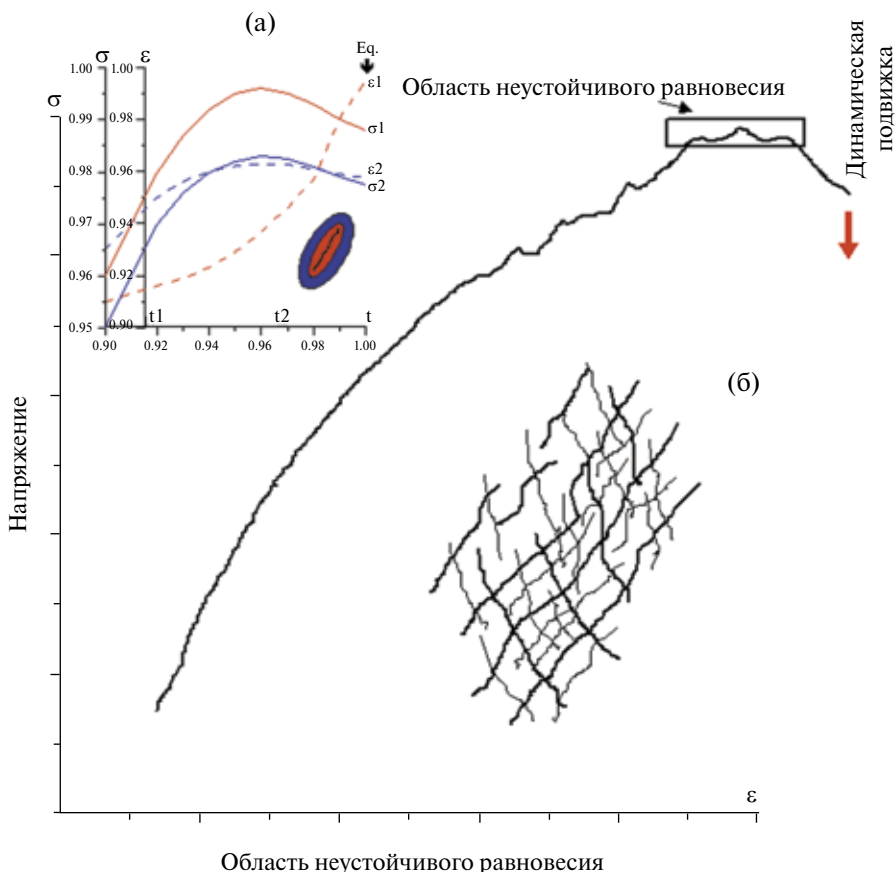 (а)
σ
ε
Eq.
1.00
1.00
0.99
0.98
0.98
0.96
0.97
0.94
0.96
0.92
0.95
0.90
ε1
σ1
ε2
σ2
t1
t2
t
0.90
0.92
0.94
0.96
0.98
1.00
σ
Область неустойчивого равновесия
Динамическая
подвижка
(б)
Напряжение
ε
Область неустойчивого равновесия